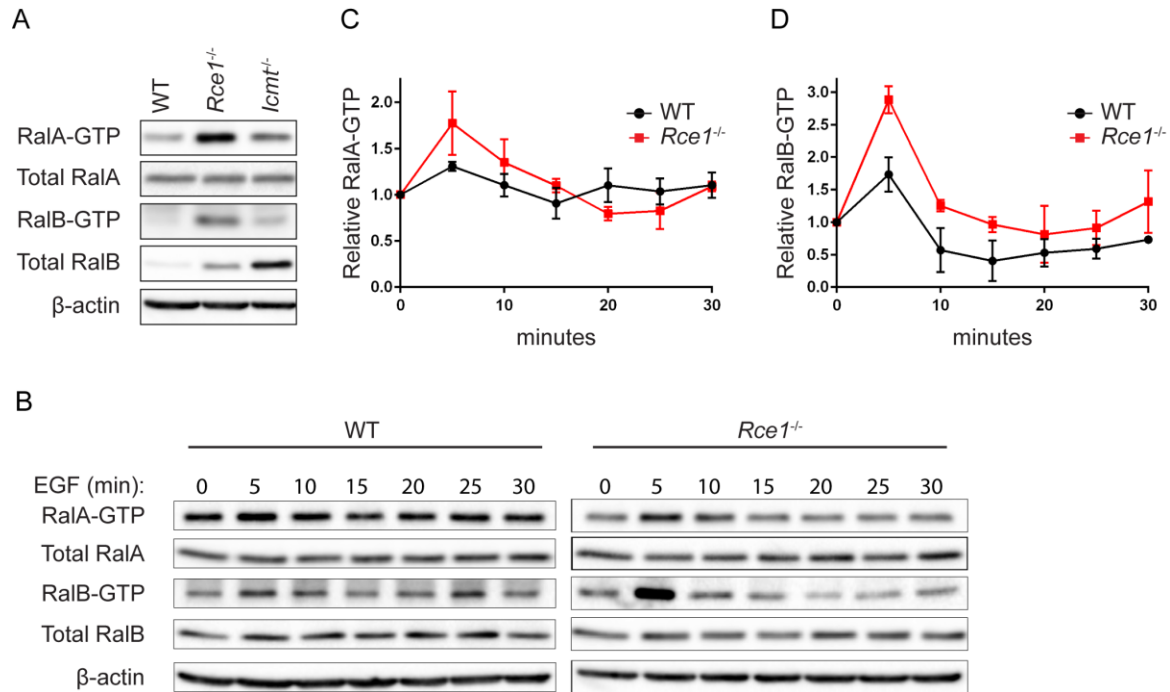 A
WT
Rce1-/-
Icmt-/-
RalA-GTP
Total RalA
RalB-GTP
Total RalB
β-actin
C
Relative RalA-GTP
2.0
1.5
1.0
0.5
0.0
0
10
20
30
minutes
WT
Rce1-/-
D
Relative RalB-GTP
3.0
2.5
2.0
1.5
1.0
0.5
0.0
0
10
20
30
minutes
WT
Rce1-/-
B
WT
Rce1-/-
EGF (min): 0 5 10 15 20 25 30 0 5 10 15 20 25 30
RalA-GTP
Total RalA
RalB-GTP
Total RalB
β-actin